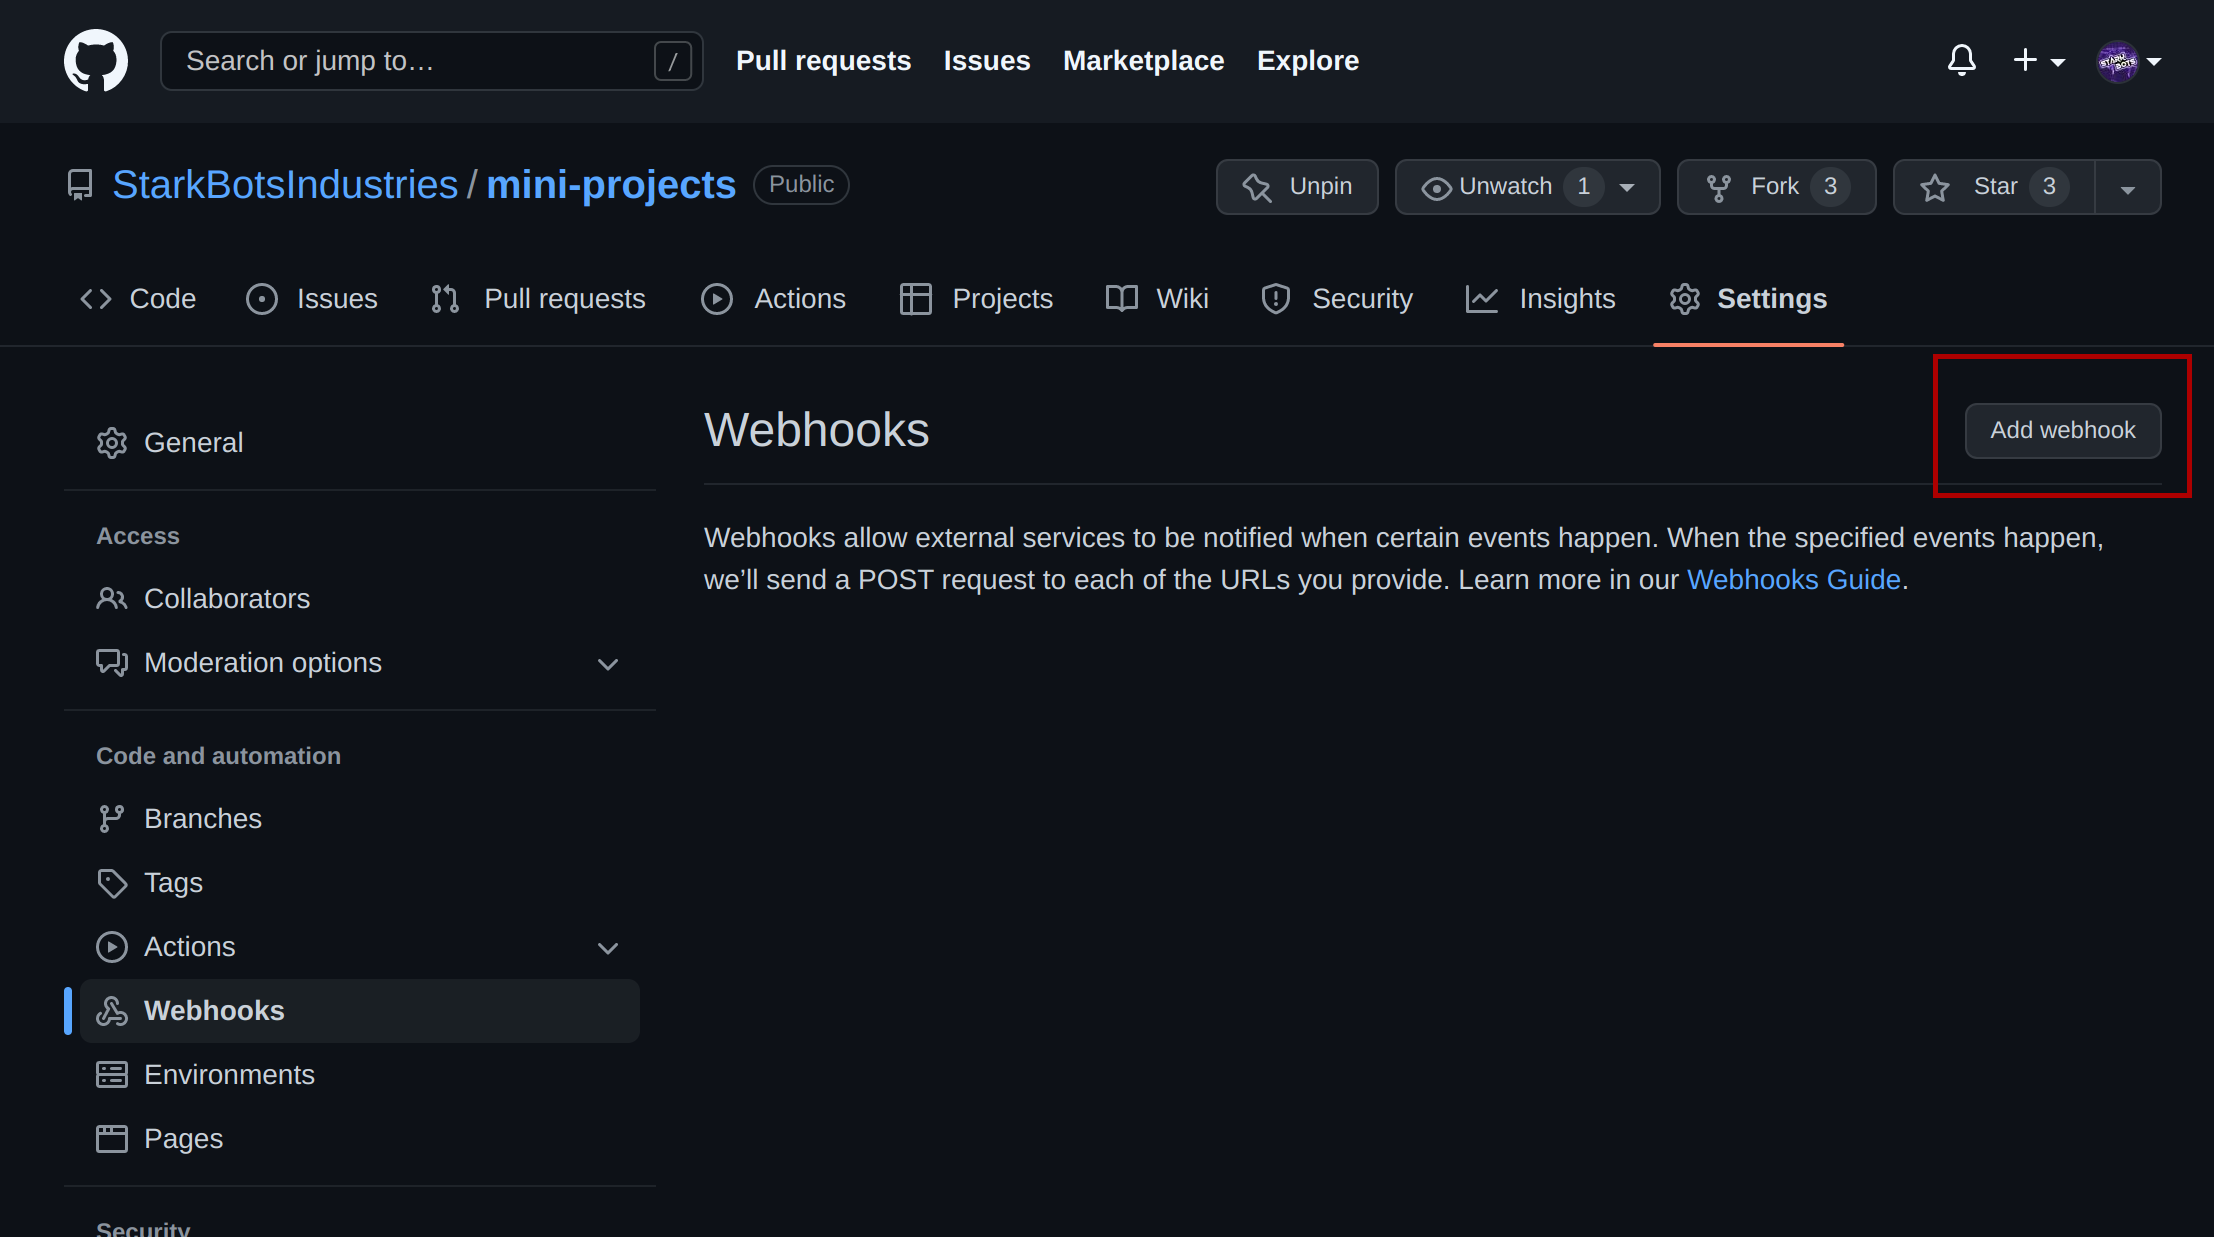 Search or jump to… /
Pull requests Issues Marketplace Explore
StarkBotsIndustries / mini-projects Public
Unpin Unwatch 1 Fork 3 Star 3
Code Issues Pull requests Actions Projects Wiki Security Insights Settings
General
Access
Collaborators
Moderation options
Code and automation
Branches
Tags
Actions
Webhooks
Environments
Pages
Security
Webhooks
Add webhook
Webhooks allow external services to be notified when certain events happen. When the specified events happen,
we’ll send a POST request to each of the URLs you provide. Learn more in our Webhooks Guide.